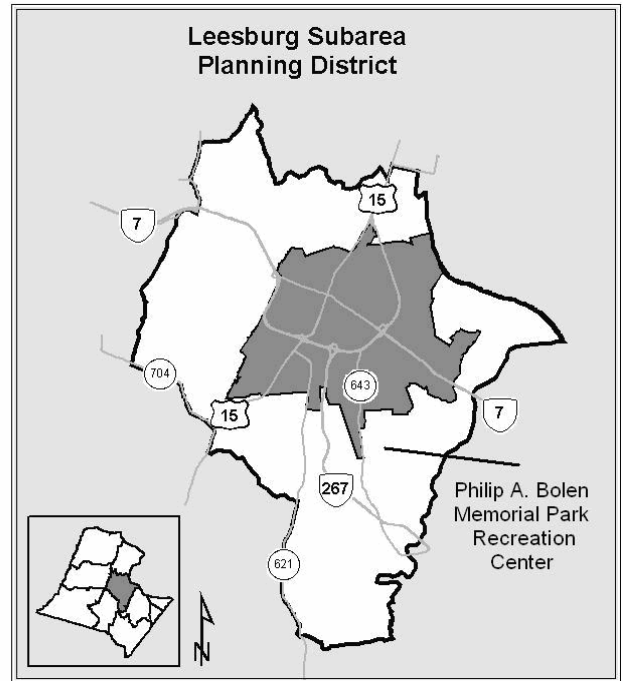 Leesburg Subarea
Planning District
15
7
704
643
15
7
267
Philip A. Bolen
Memorial Park
Recreation
Center
621
N